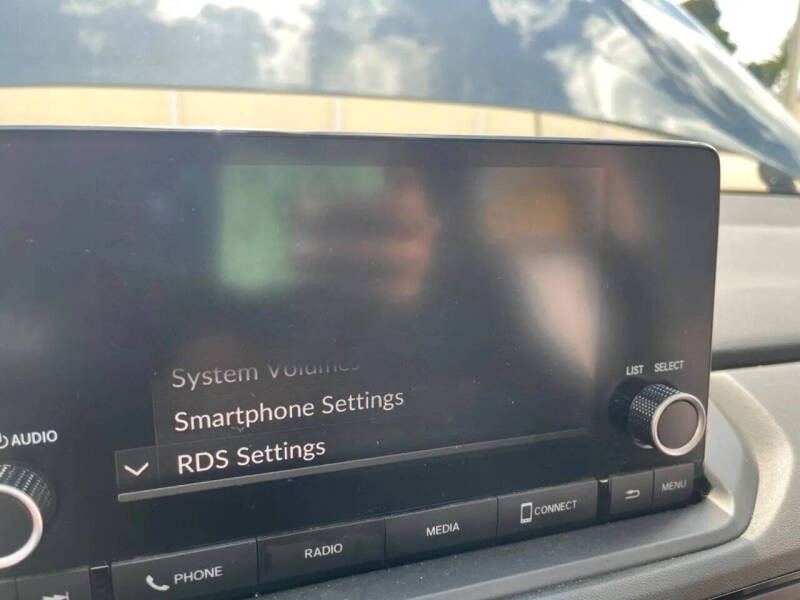 System Volumes
Smartphone Settings
RDS Settings
LIST SELECT
AUDIO
PHONE
RADIO
MEDIA
CONNECT
MENU